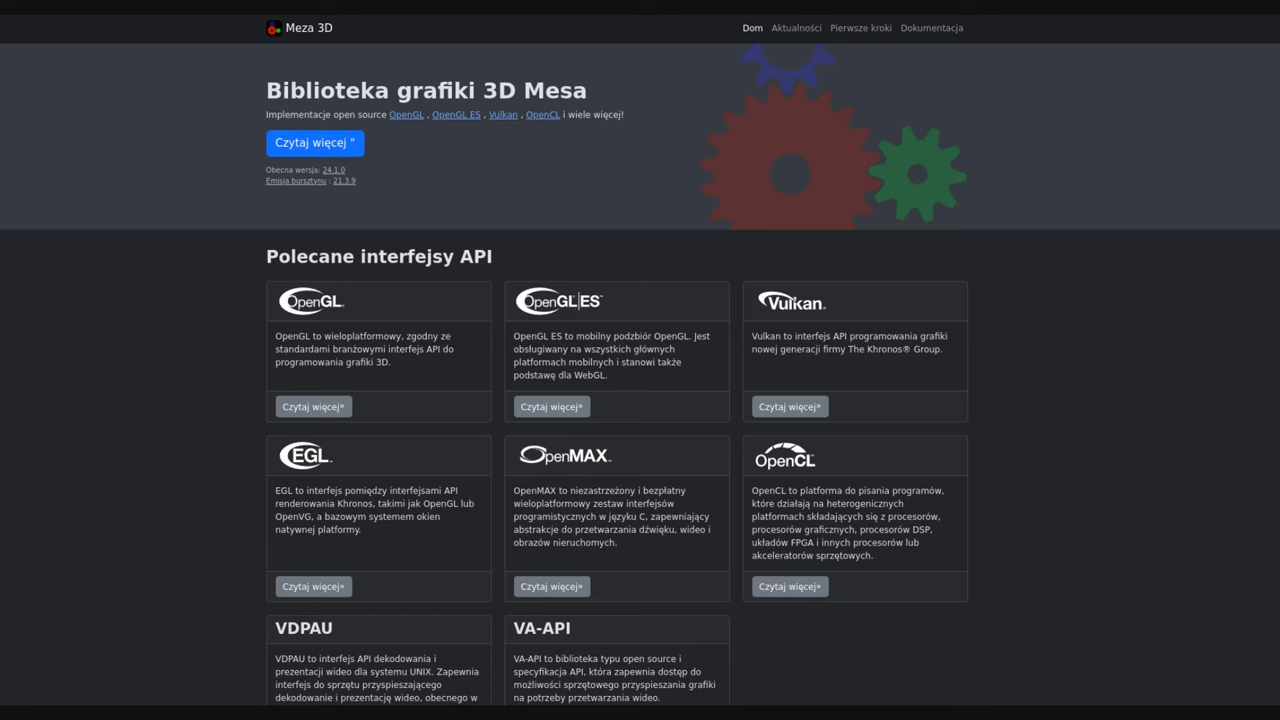 Meza 3D
Dom Aktualności Pierwsze kroki Dokumentacja
Biblioteka grafiki 3D Mesa
Implementacje open source OpenGL , OpenGL ES , Vulkan , OpenCL i wiele więcej!
Czytaj więcej "
Obecna wersja: 24.1.0
Emisja bursztynu : 21.3.9
Polecane interfejsy API
OpenGL™
OpenGL|ES™
Vulkan™
OpenGL to wieloplatformowy, zgodny ze
standardami branżowymi interfejs API do
programowania grafiki 3D.
OpenGL ES to mobilny podzbiór OpenGL. Jest
obsługiwany na wszystkich głównych
platformach mobilnych i stanowi także
podstawę dla WebGL.
Vulkan to interfejs API programowania grafiki
nowej generacji firmy The Khronos® Group.
Czytaj więcej»
Czytaj więcej»
Czytaj więcej»
EGL™
OpenMAX™
OpenCL™
EGL to interfejs pomiędzy interfejsami API
renderowania Khronos, takimi jak OpenGL lub
OpenVG, a bazowym systemem okien
natywnej platformy.
OpenMAX to niezastrzeżony i bezpłatny
wieloplatformowy zestaw interfejsów
programistycznych w języku C, zapewniający
abstrakcje do przetwarzania dźwięku, wideo i
obrazów nieruchomych.
OpenCL to platforma do pisania programów,
które działają na heterogenicznych
platformach składających się z procesorów,
procesorów graficznych, procesorów DSP,
układów FPGA i innych procesorów lub
akceleratorów sprzętowych.
Czytaj więcej»
Czytaj więcej»
Czytaj więcej»
VDPAU
VA-API
VDPAU to interfejs API dekodowania i
prezentacji wideo dla systemu UNIX. Zapewnia
interfejs do sprzętu przyspieszającego
dekodowanie i prezentację wideo, obecnego w
VA-API to biblioteka typu open source i
specyfikacja API, która zapewnia dostęp do
możliwości sprzętowego przyspieszania grafiki
na potrzeby przetwarzania wideo.